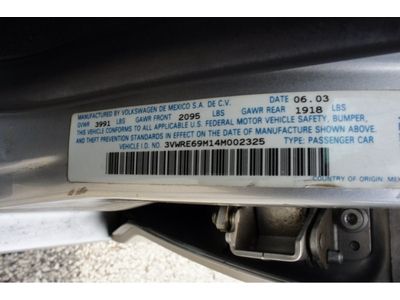 MANUFACTURED BY VOLKSWAGEN DE MEXICO S.A. DE C.V. DATE 06.03
GVWR 3991 LBS GAWR FRONT 2095 LBS GAWR REAR 1918 LBS
THIS VEHICLE CONFORMS TO ALL APPLICABLE U.S. FEDERAL MOTOR VEHICLE SAFETY, BUMPER,
AND THEFT PREVENTION STANDARDS IN EFFECT ON THE DATE OF MANUFACTURE SHOWN ABOVE.
VEHICLE I.D. NO. 3VWRE69M14M002325 TYPE: PASSENGER CAR
COUNTRY OF ORIGIN, MEX